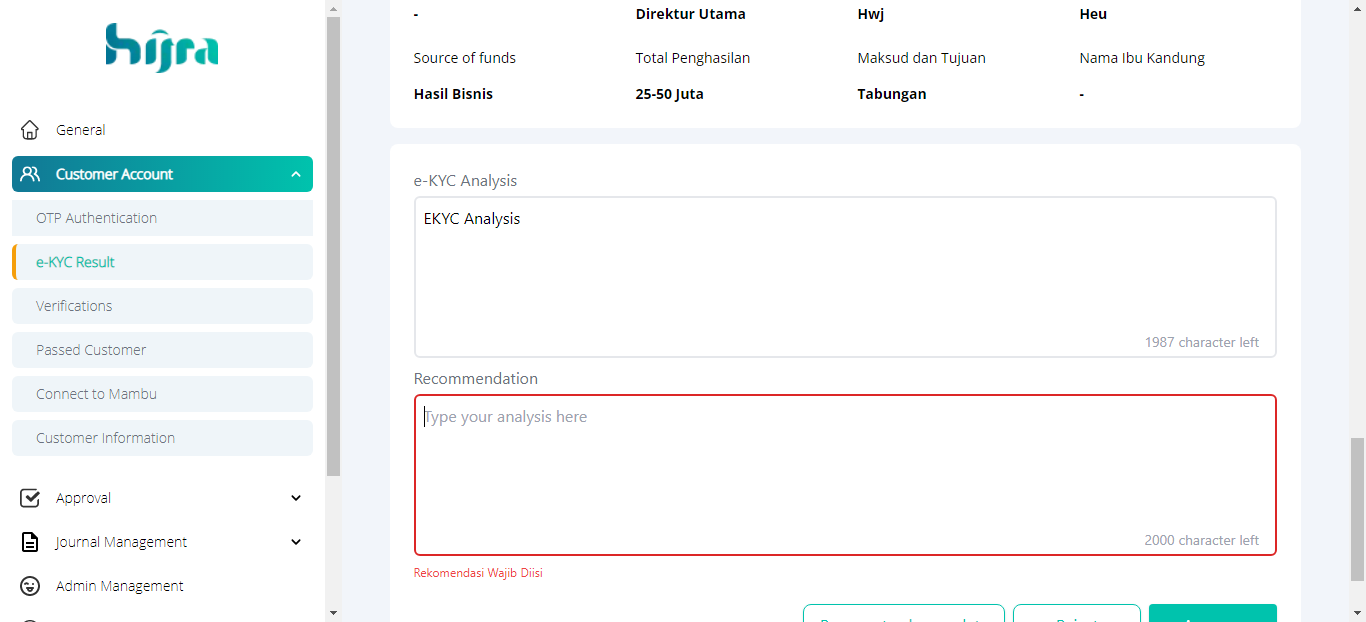 hijra
General
Customer Account
OTP Authentication
e-KYC Result
Verifications
Passed Customer
Connect to Mambu
Customer Information
Approval
Journal Management
Admin Management
- Direktur Utama Hwj Heu
Source of funds Total Penghasilan Maksud dan Tujuan Nama Ibu Kandung
Hasil Bisnis 25-50 Juta Tabungan -
e-KYC Analysis
EKYC Analysis
1987 character left
Recommendation
Type your analysis here
2000 character left
Rekomendasi Wajib Diisi